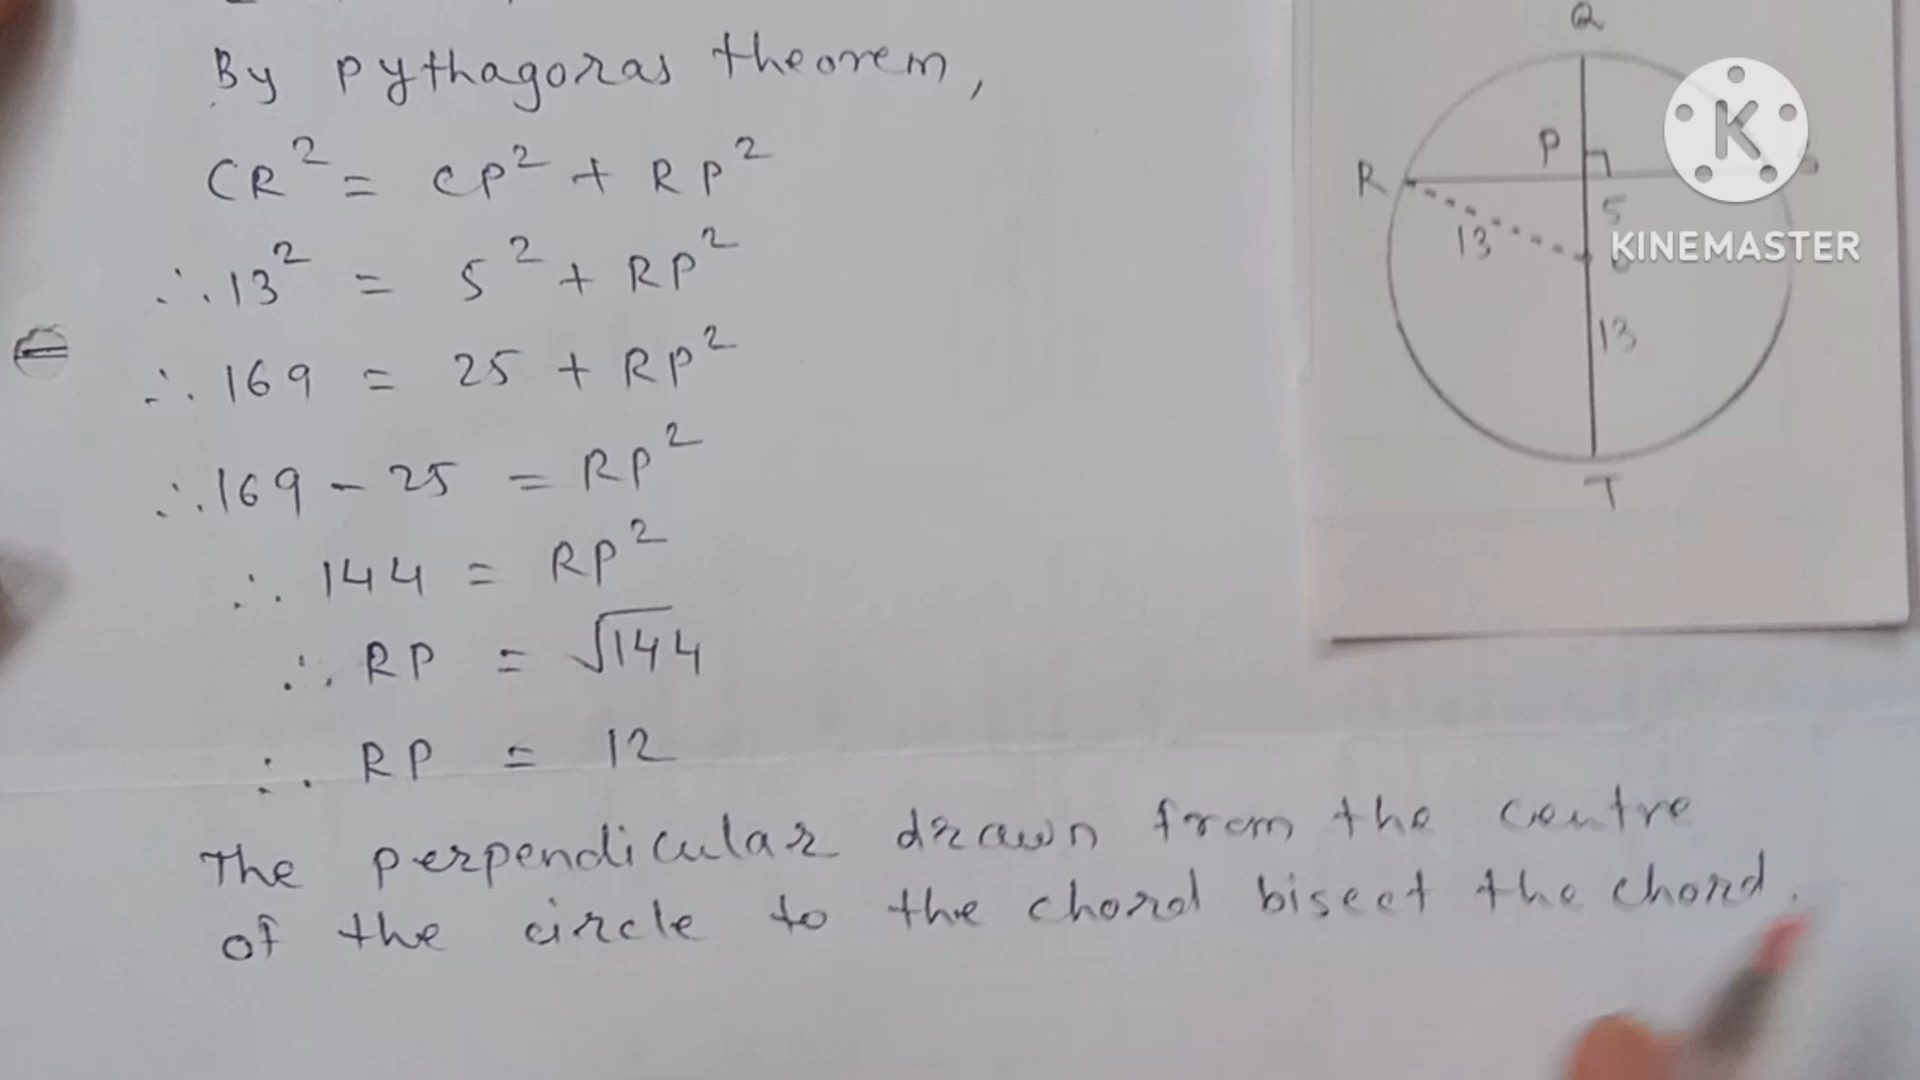 By pythagoras theorem,
CR² = CP² + RP²
∴ 13² = 5² + RP²
∴ 169 = 25 + RP²
∴ 169 - 25 = RP²
∴ 144 = RP²
∴ RP = √144
∴ RP = 12
The perpendicular drawn from the centre
of the circle to the chord bisect the chord.
Q
P
R
5
13
13
T
K
KINEMASTER